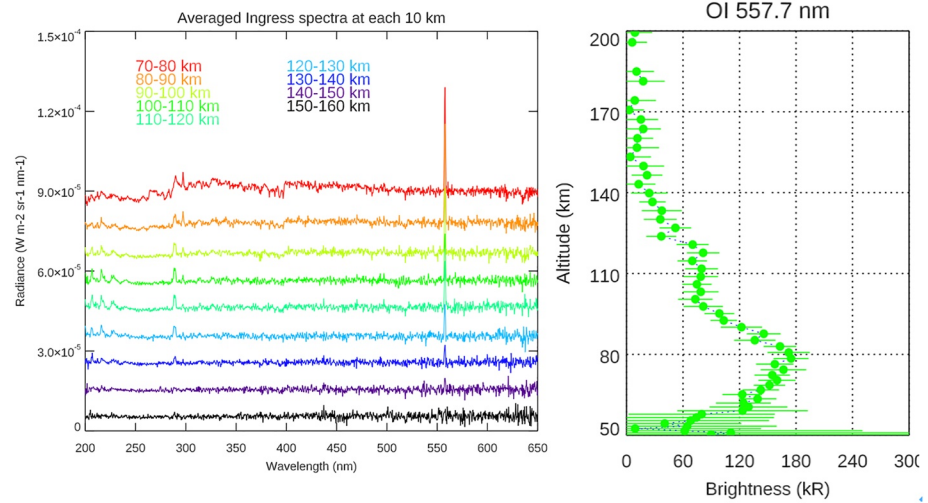 Averaged Ingress spectra at each 10 km
1.5×10⁻⁴
1.2×10⁻⁴
9.0×10⁻⁵
6.0×10⁻⁵
3.0×10⁻⁵
0
Radiance (W m-2 sr-1 nm-1)
70-80 km
80-90 km
90-100 km
100-110 km
110-120 km
120-130 km
130-140 km
140-150 km
150-160 km
200 250 300 350 400 450 500 550 600 650
Wavelength (nm)
OI 557.7 nm
200
170
140
110
80
50
Altitude (km)
0 60 120 180 240 300
Brightness (kR)